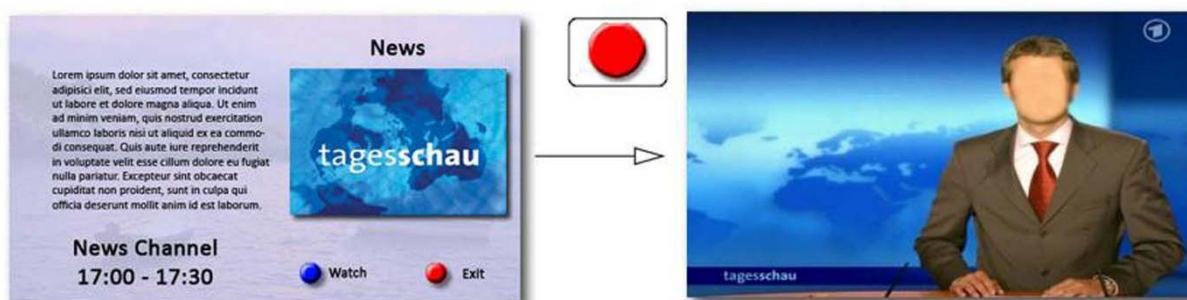 News
Lorem ipsum dolor sit amet, consectetur
adipisici elit, sed eiusmod tempor incidunt
ut labore et dolore magna aliqua. Ut enim
ad minim veniam, quis nostrud exercitation
ullamco laboris nisi ut aliquid ex ea commo-
di consequat. Quis aute iure reprehenderit
in voluptate velit esse cillum dolore eu fugiat
nulla pariatur. Excepteur sint obcaecat
cupiditat non proident, sunt in culpa qui
officia deserunt mollit anim id est laborum.
tagesschau
News Channel
17:00 - 17:30
Watch
Exit
1
tagesschau